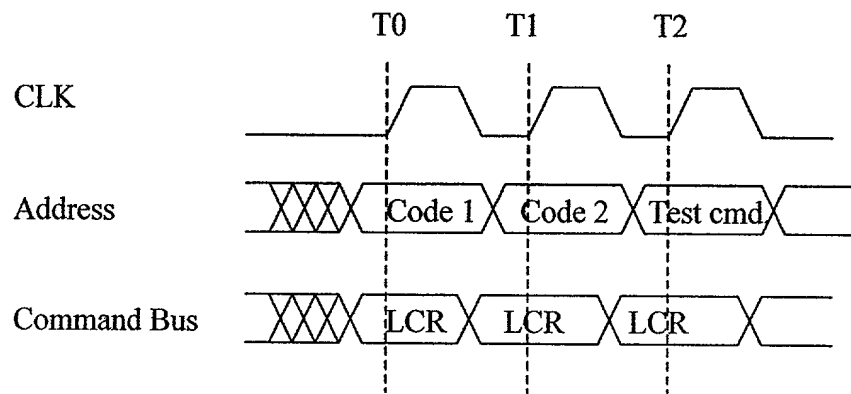 T0 T1 T2
CLK
Address Code 1 Code 2 Test cmd
Command Bus LCR LCR LCR